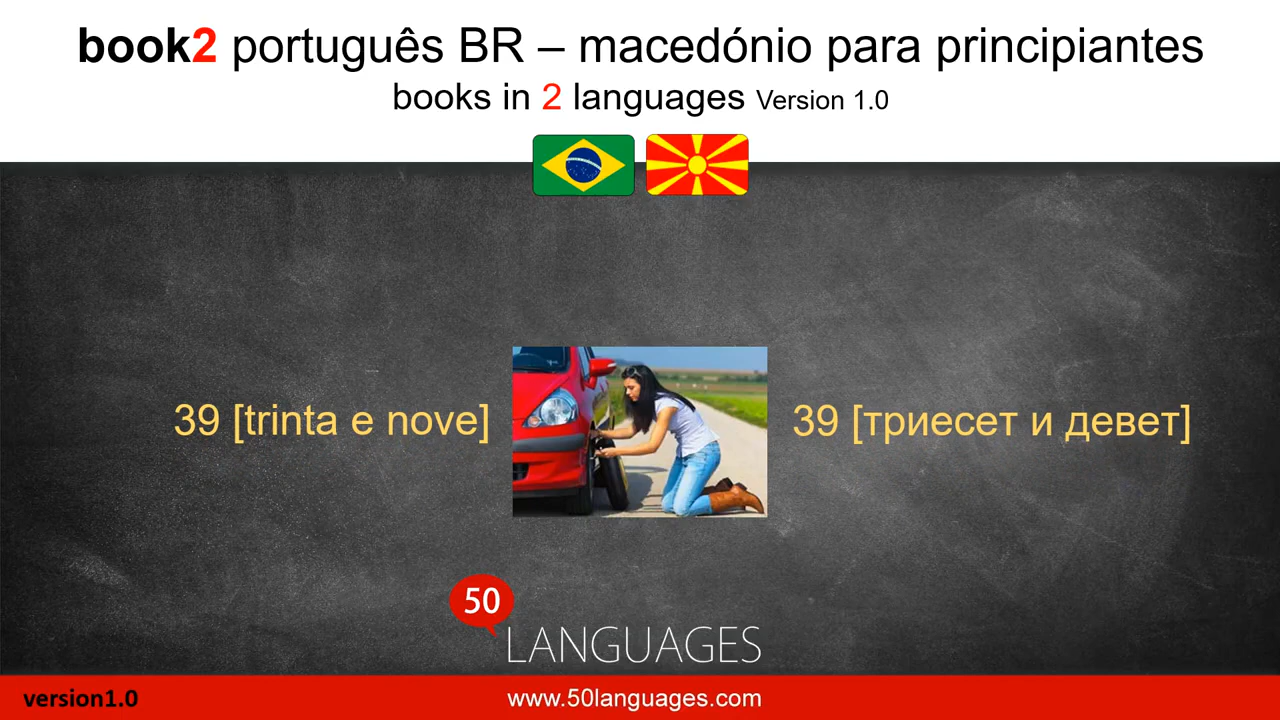 book2 português BR – macedónio para principiantes
books in 2 languages Version 1.0
39 [trinta e nove]
39 [триесет и девет]
50
LANGUAGES
version1.0
www.50languages.com